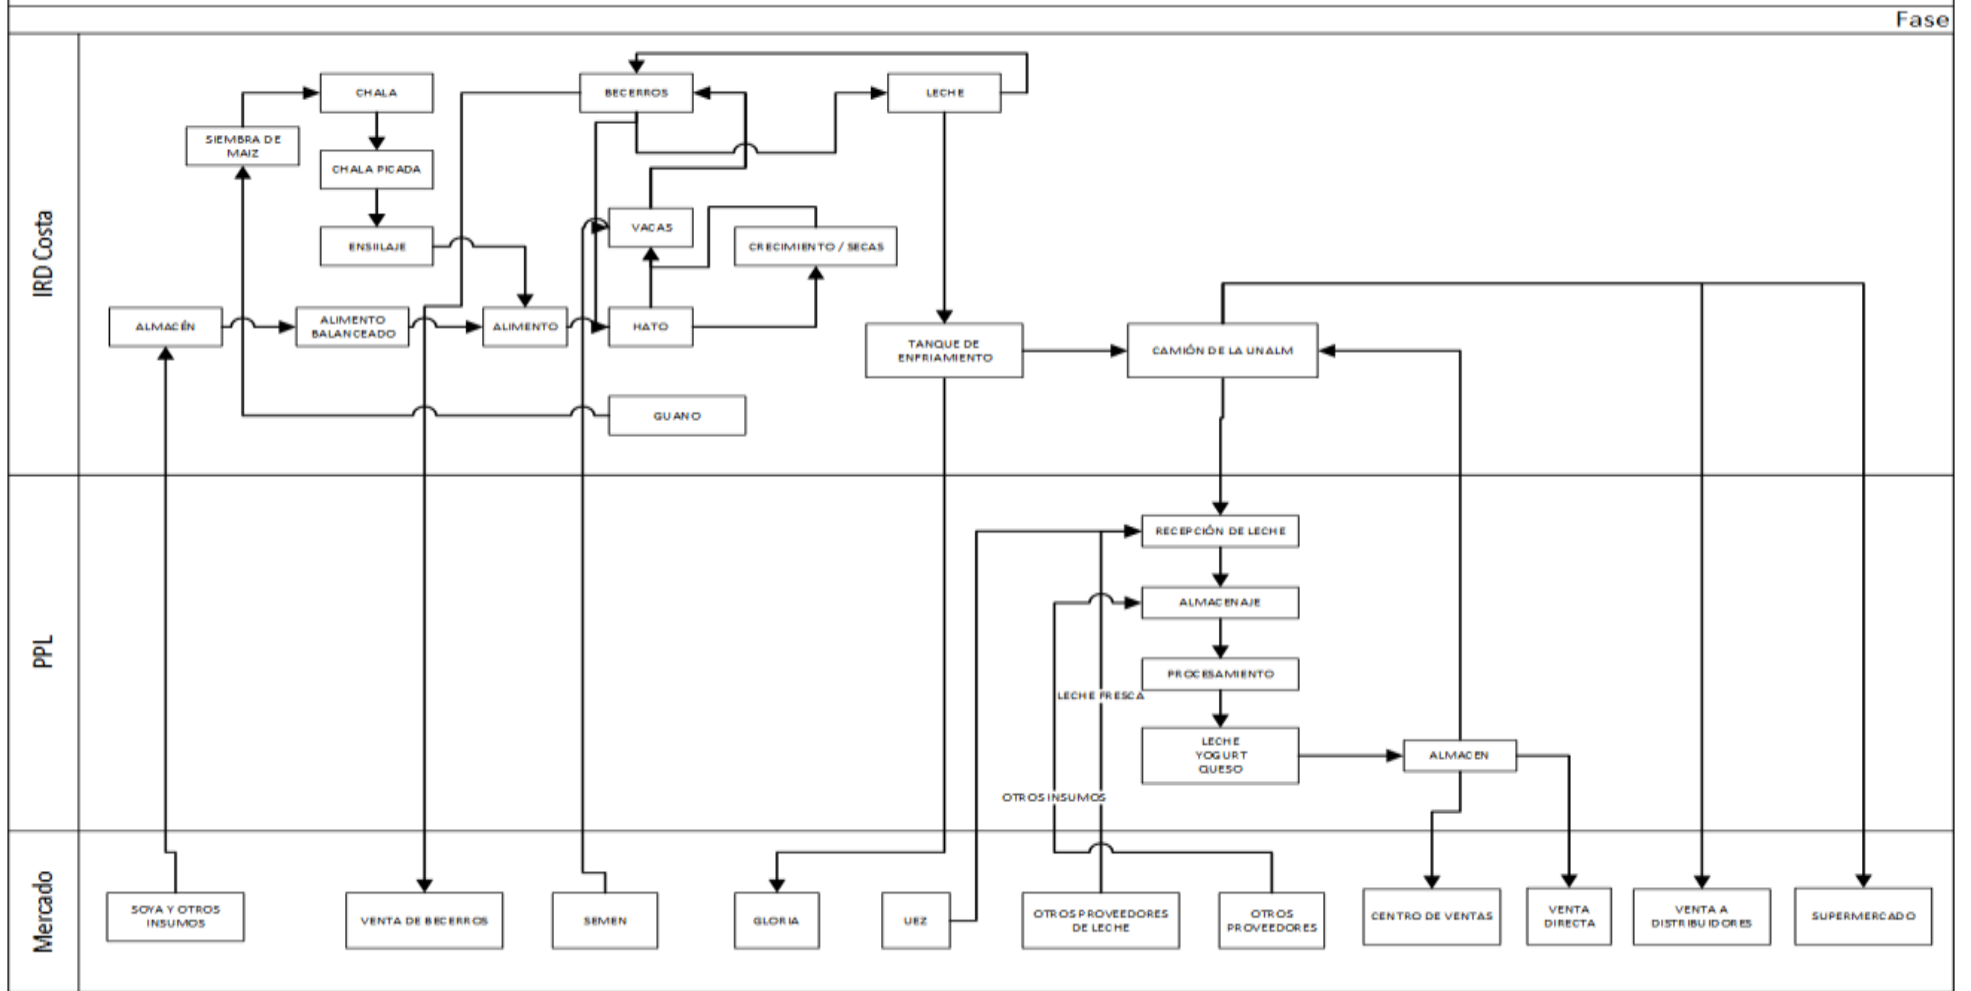 Fase
IRD Costa
CHALA
BECERROS
LECHE
SIEMBRA DE
MAIZ
CHALA PICADA
VACAS
ENSIILAJE
CRECIMIENTO / SECAS
ALMACÉN
ALIMENTO
BALANCEADO
ALIMENTO
HATO
TANQUE DE
ENFRIAMIENTO
CAMIÓN DE LA UNALM
GUANO
PPL
RECEPCIÓN DE LECHE
ALMACENAJE
PROCESAMIENTO
LECHE FRESCA
LECHE
YOGURT
QUESO
ALMACEN
OTROS INSUMOS
Mercado
SOYA Y OTROS
INSUMOS
VENTA DE BECERROS
SEMEN
GLORIA
UEZ
OTROS PROVEEDORES
DE LECHE
OTROS
PROVEEDORES
CENTRO DE VENTAS
VENTA
DIRECTA
VENTA A
DISTRIBUIDORES
SUPERMERCADO